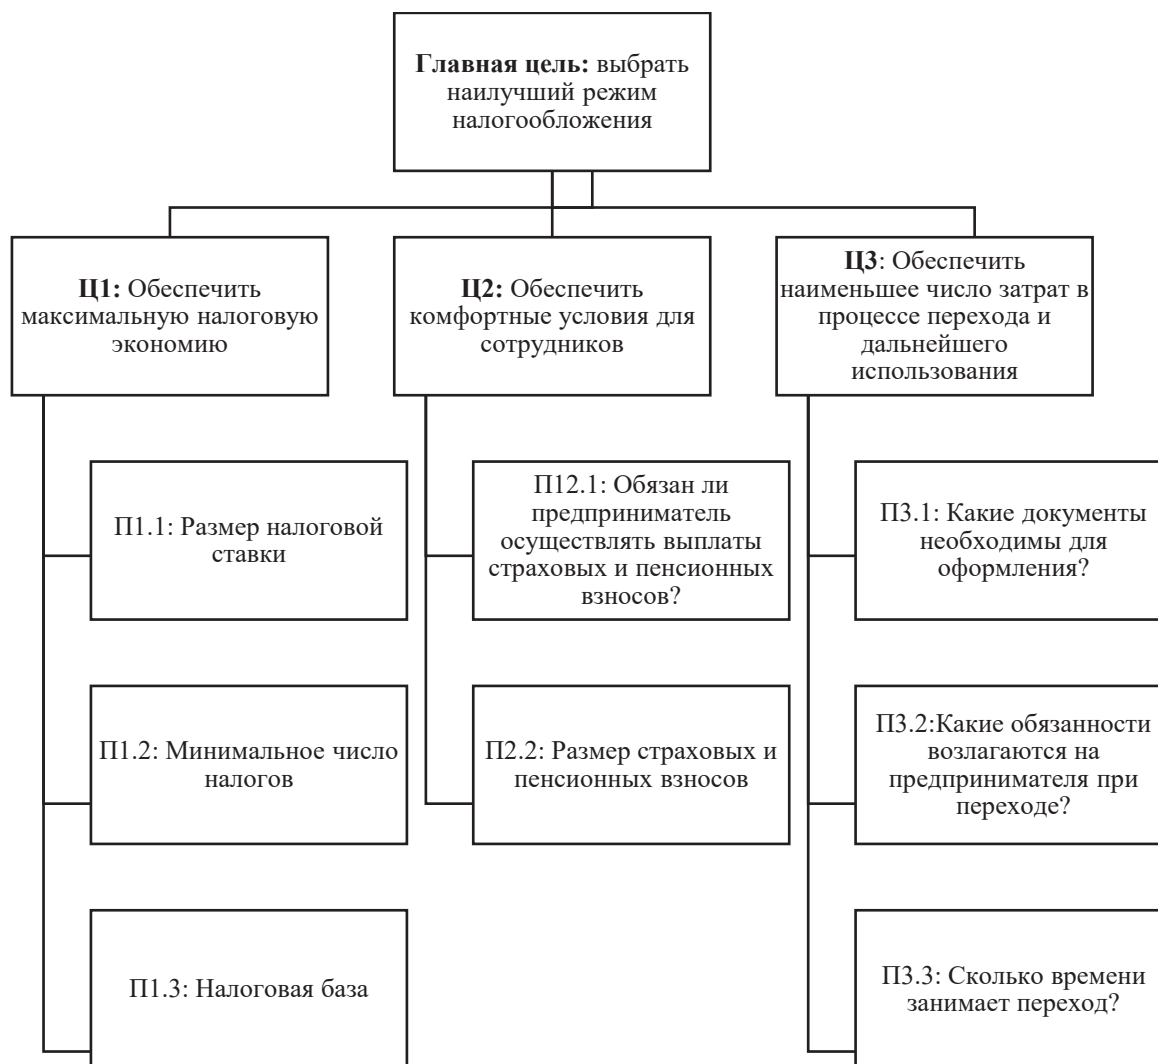 Главная цель: выбрать
наилучший режим
налогообложения
Ц1: Обеспечить
максимальную налоговую
экономию
Ц2: Обеспечить
комфортные условия для
сотрудников
Ц3: Обеспечить
наименьшее число затрат в
процессе перехода и
дальнейшего
использования
П1.1: Размер налоговой
ставки
П12.1: Обязан ли
предприниматель
осуществлять выплаты
страховых и пенсионных
взносов?
П3.1: Какие документы
необходимы для
оформления?
П1.2: Минимальное число
налогов
П2.2: Размер страховых и
пенсионных взносов
П3.2:Какие обязанности
возлагаются на
предпринимателя при
переходе?
П1.3: Налоговая база
П3.3: Сколько времени
занимает переход?